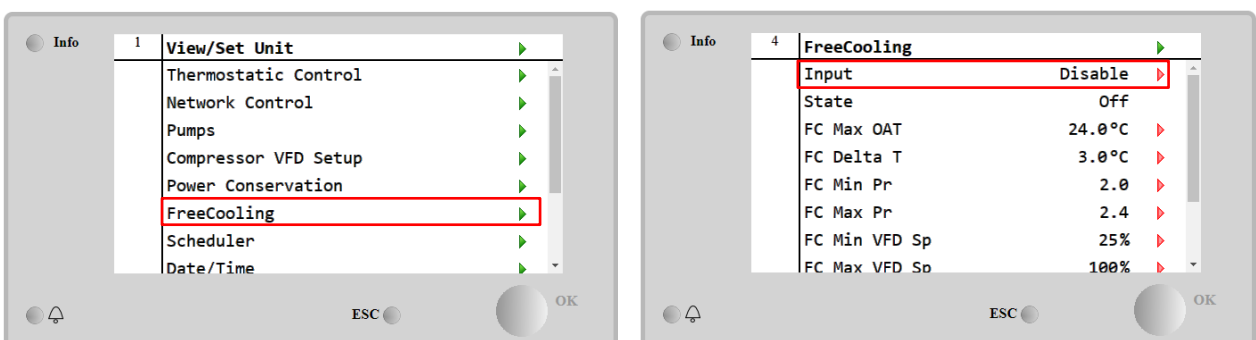 Info
1 View/Set Unit
Thermostatic Control
Network Control
Pumps
Compressor VFD Setup
Power Conservation
FreeCooling
Scheduler
Date/Time
ESC
OK
Info
4 FreeCooling
Input Disable
State Off
FC Max OAT 24.0°C
FC Delta T 3.0°C
FC Min Pr 2.0
FC Max Pr 2.4
FC Min VFD Sp 25%
FC Max VFD Sp 100%
ESC
OK